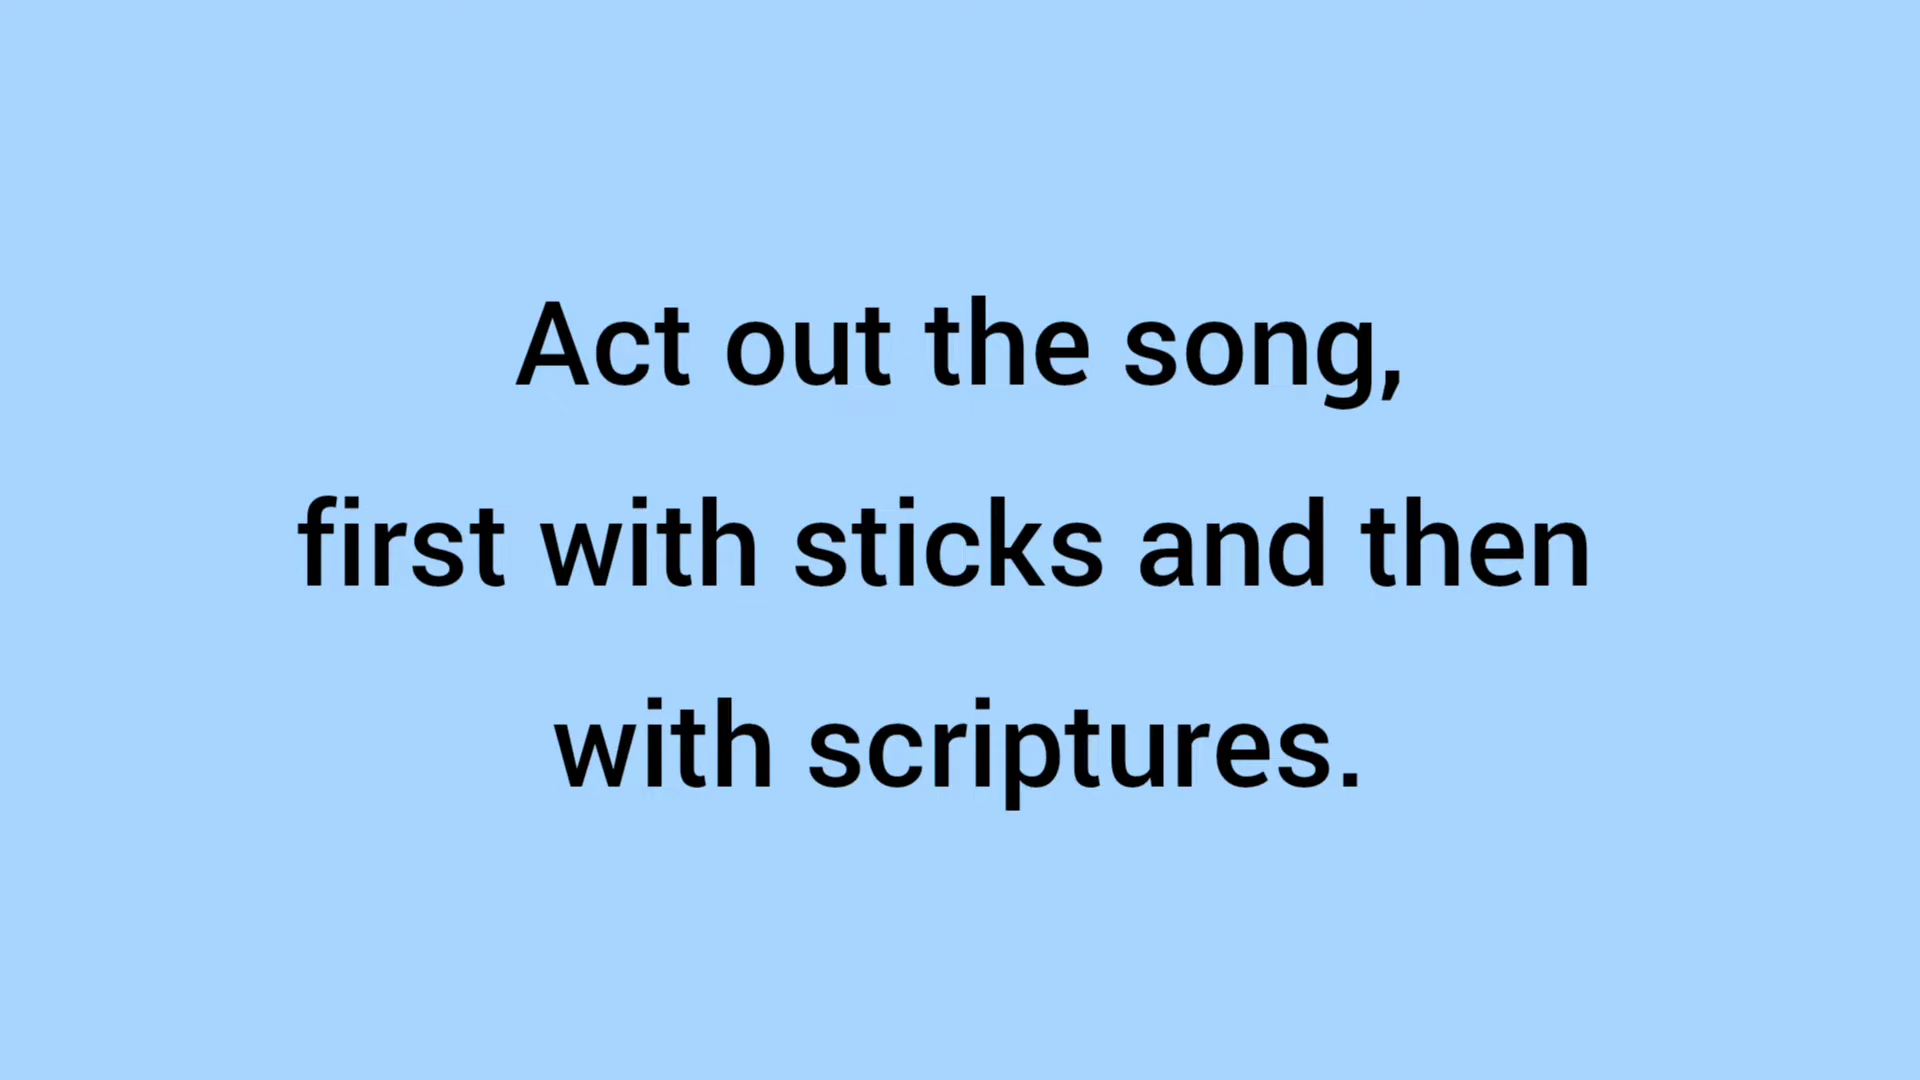 Act out the song,
first with sticks and then
with scriptures.